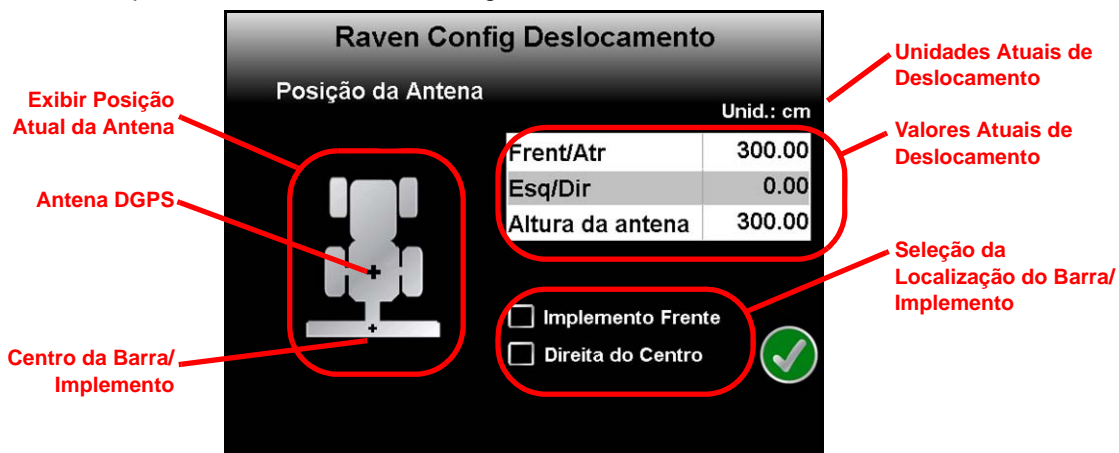 Raven Config Deslocamento
Posição da Antena
Unid.: cm
Frent/Atr 300.00
Esq/Dir 0.00
Altura da antena 300.00
Implemento Frente
Direita do Centro
Exibir Posição
Atual da Antena
Antena DGPS
Centro da Barra/
Implemento
Unidades Atuais de
Deslocamento
Valores Atuais de
Deslocamento
Seleção da
Localização do Barra/
Implemento